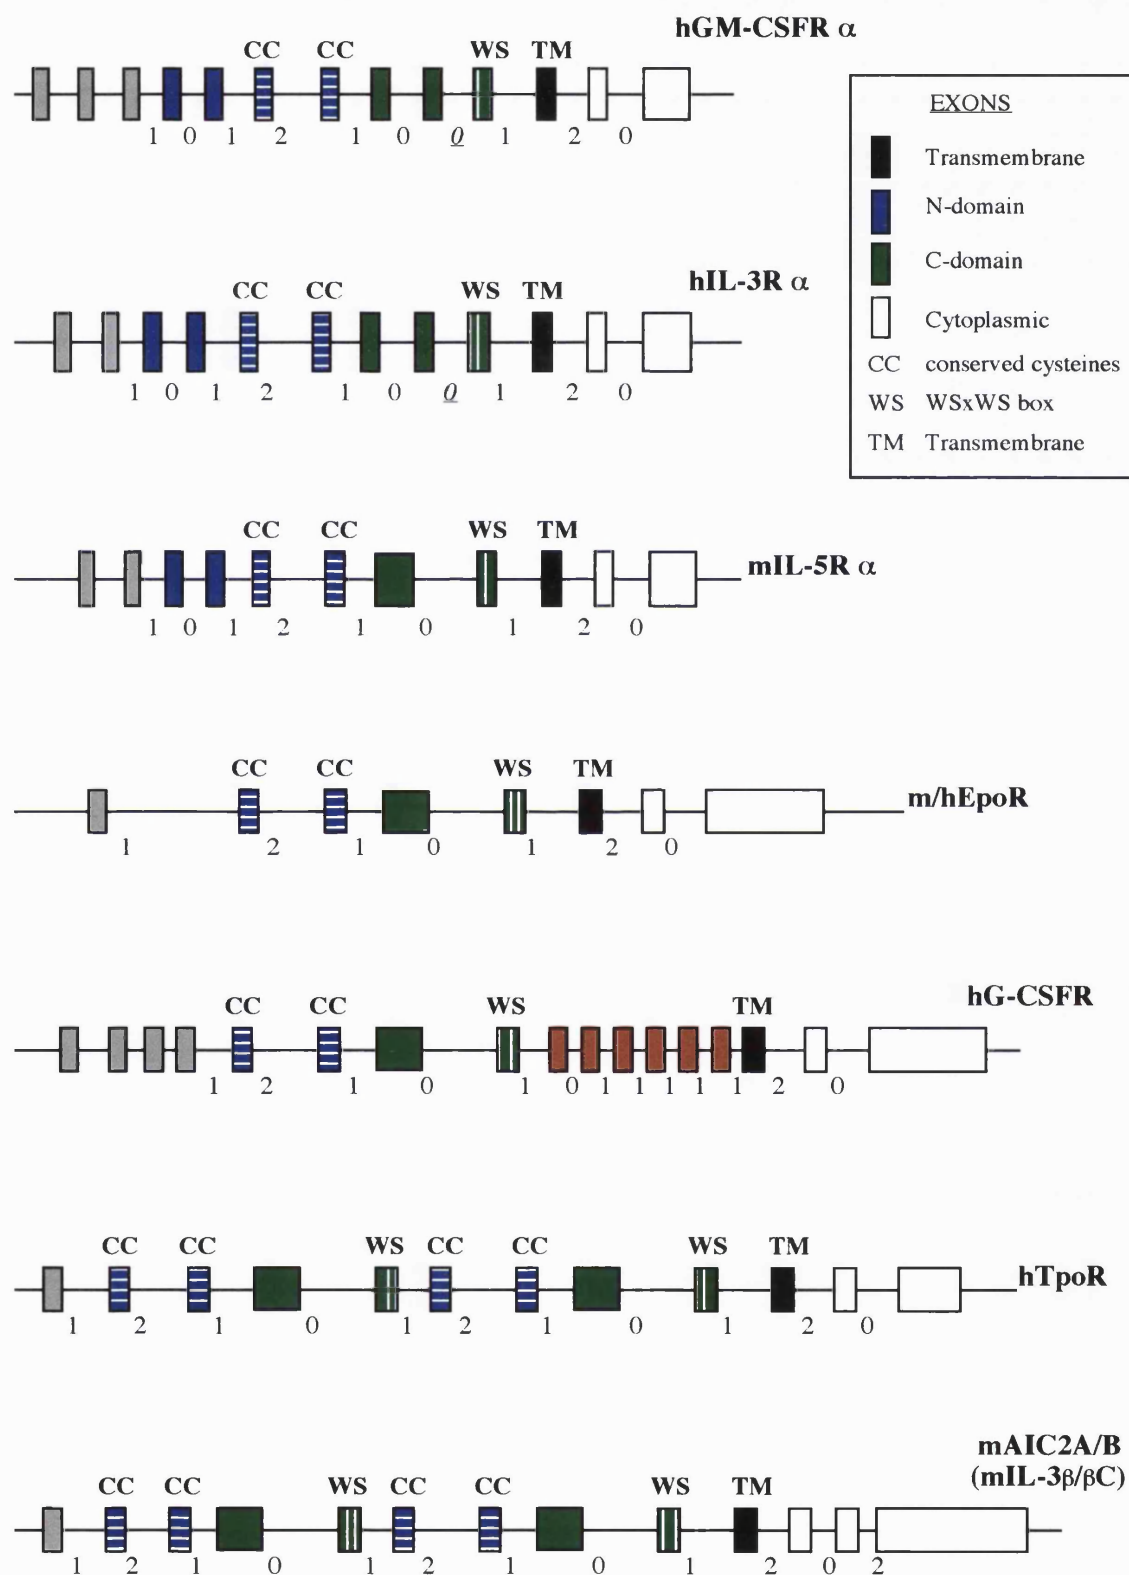 hGM-CSFR α
CC CC WS TM
1 0 1 2 1 0 0 1 2 0
EXONS
Transmembrane
N-domain
C-domain
Cytoplasmic
CC conserved cysteines
WS WSxWS box
TM Transmembrane
hIL-3R α
CC CC WS TM
1 0 1 2 1 0 0 1 2 0
CC CC WS TM
mIL-5R α
1 0 1 2 1 0 1 2 0
CC CC WS TM
m/hEpoR
1 2 1 0 1 2 0
hG-CSFR
CC CC WS TM
1 2 1 0 1 0 1 1 1 1 1 2 0
CC CC WS CC CC WS TM
hTpoR
1 2 1 0 1 2 1 0 1 2 0
mAIC2A/B
(mIL-3β/βC)
CC CC WS CC CC WS TM
1 2 1 0 1 2 1 0 1 2 0 2